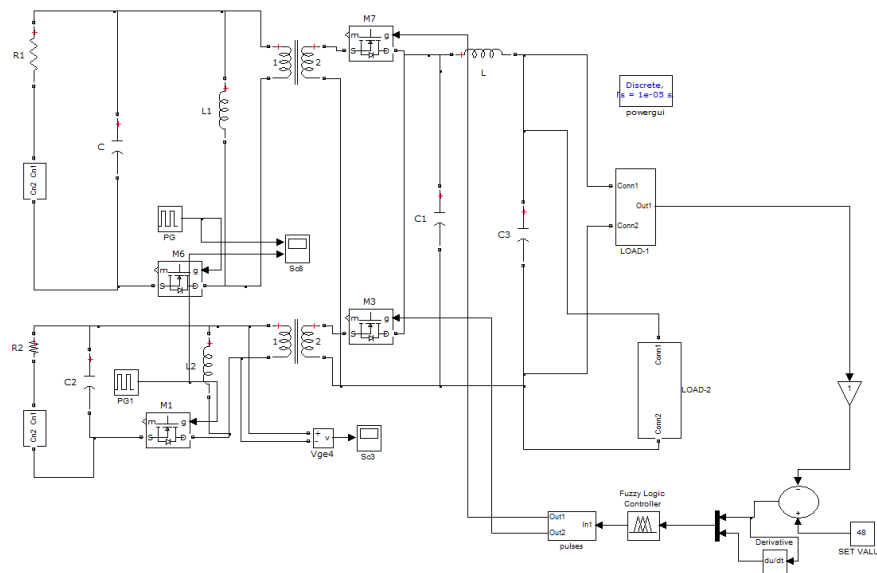 M7
m g
S D
R1
1 2
L
Discrete,
s = 1e-05 s.
powergui
L1
C
Cn1
Cn2
Conn1
Out1
Conn2
LOAD-1
C1
C3
PG
Sc8
M6
m g
S D
M3
m g
S D
R2
1 2
C2
L2
PG1
Conn1
LOAD-2
Conn2
1
M1
m g
S D
Cn1
Cn2
+
-
v
Vge4
Sc3
Fuzzy Logic
Controller
Out1
In1
Out2
pulses
Derivative
du/dt
−
+
48
SET VALU